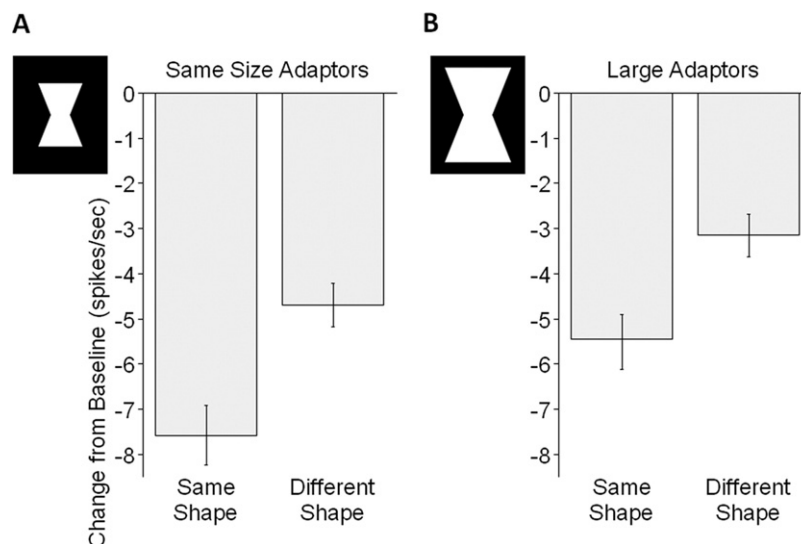 A
Same Size Adaptors
Change from Baseline (spikes/sec)
0
-1
-2
-3
-4
-5
-6
-7
-8
Same
Shape
Different
Shape
B
Large Adaptors
0
-1
-2
-3
-4
-5
-6
-7
-8
Same
Shape
Different
Shape